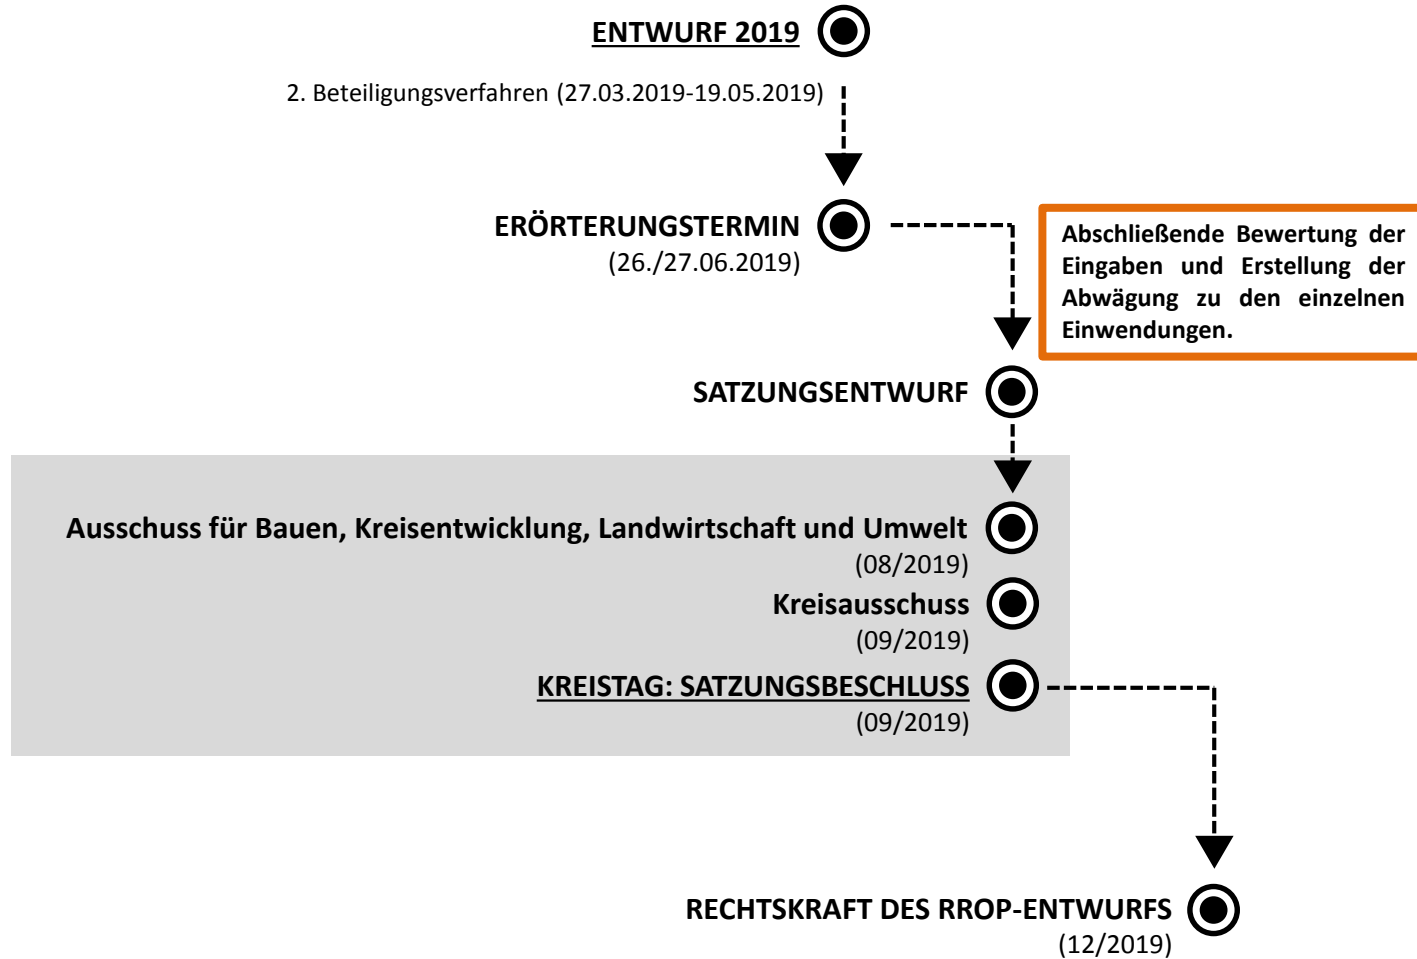 ENTWURF 2019
2. Beteiligungsverfahren (27.03.2019-19.05.2019)
ERÖRTERUNGSTERMIN
(26./27.06.2019)
Abschließende Bewertung der
Eingaben und Erstellung der
Abwägung zu den einzelnen
Einwendungen.
SATZUNGSENTWURF
Ausschuss für Bauen, Kreisentwicklung, Landwirtschaft und Umwelt
(08/2019)
Kreisausschuss
(09/2019)
KREISTAG: SATZUNGSBESCHLUSS
(09/2019)
RECHTSKRAFT DES RROP-ENTWURFS
(12/2019)